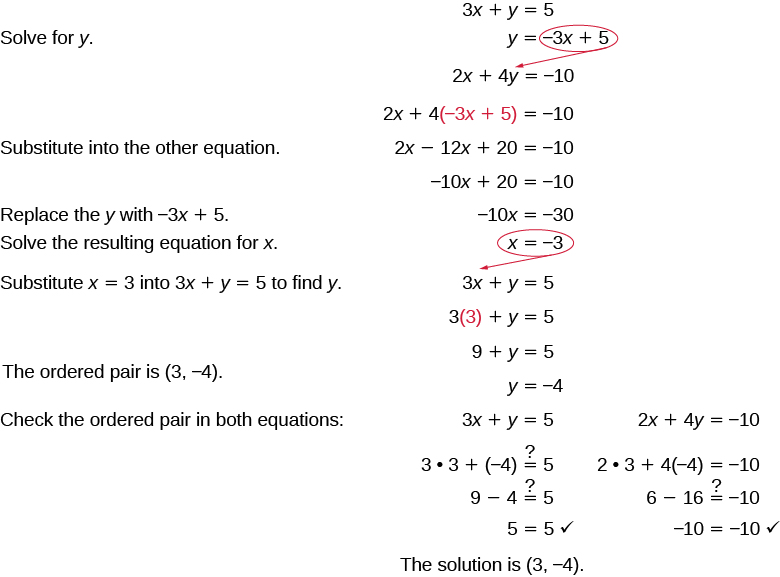 3x + y = 5
Solve for y. y = −3x + 5
2x + 4y = −10
2x + 4(−3x + 5) = −10
Substitute into the other equation. 2x − 12x + 20 = −10
−10x + 20 = −10
Replace the y with −3x + 5. −10x = −30
Solve the resulting equation for x. x = −3
Substitute x = 3 into 3x + y = 5 to find y. 3x + y = 5
3(3) + y = 5
9 + y = 5
The ordered pair is (3, −4).
y = −4
Check the ordered pair in both equations: 3x + y = 5 2x + 4y = −10
3 • 3 + (−4) ≟ 5 2 • 3 + 4(−4) = −10
9 − 4 ≟ 5 6 − 16 ≟ −10
5 = 5 ✓ −10 = −10 ✓
The solution is (3, −4).